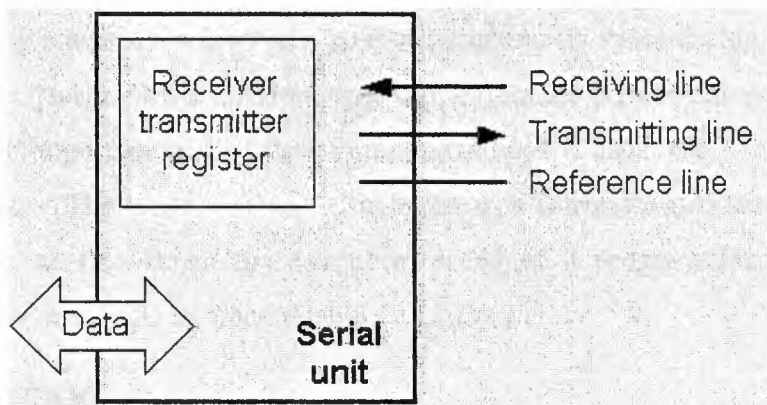 Receiver
transmitter
register
Receiving line
Transmitting line
Reference line
Data
Serial
unit